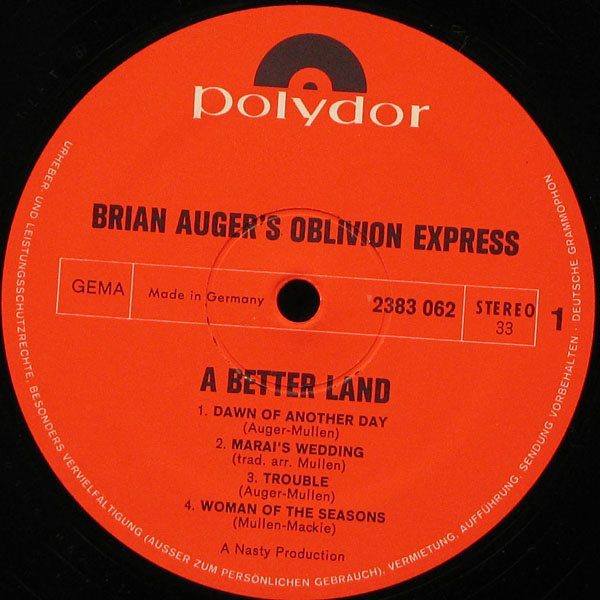 polydor
BRIAN AUGER'S OBLIVION EXPRESS
GEMA
Made in Germany
2383 062
STEREO
33
1
A BETTER LAND
1. DAWN OF ANOTHER DAY
(Auger-Mullen)
2. MARAI'S WEDDING
(trad. arr. Mullen)
3. TROUBLE
(Auger-Mullen)
4. WOMAN OF THE SEASONS
(Mullen-Mackie)
A Nasty Production
URHEBER- UND LEISTUNGSSCHUTZRECHTE, BESONDERS VERVIELFÄLTIGUNG (AUSSER ZUM PERSÖNLICHEN GEBRAUCH), VERMIETUNG, AUFFÜHRUNG, SENDUNG VORBEHALTEN · DEUTSCHE GRAMMOPHON